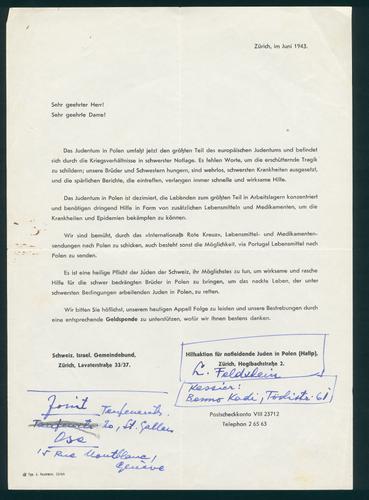 Zürich, im Juni 1943.
Sehr geehrter Herr!
Sehr geehrte Dame!
Das Judentum in Polen umfaßt jetzt den größten Teil des europäischen Judentums und befindet
sich durch die Kriegsverhältnisse in schwerster Notlage. Es fehlen Worte, um die erschütternde Tragik
zu schildern; unsere Brüder und Schwestern hungern, sind wehrlos, schwersten Krankheiten ausgesetzt,
und die spärlichen Berichte, die eintreffen, verlangen immer schnelle und wirksame Hilfe.
Das Judentum in Polen ist dezimiert, die Lebenden zum größten Teil in Arbeitslagern konzentriert
und benötigen dringend Hilfe in Form von zusätzlichen Lebensmitteln und Medikamenten, um die
Krankheiten und Epidemien bekämpfen zu können.
Wir sind bemüht, durch das «Internationale Rote Kreuz», Lebensmittel- und Medikamenten-
sendungen nach Polen zu schicken, auch besteht sonst die Möglichkeit, via Portugal Lebensmittel nach
Polen zu senden.
Es ist eine heilige Pflicht der Juden der Schweiz, ihr Möglichstes zu tun, um wirksame und rasche
Hilfe für die schwer bedrängten Brüder in Polen zu bringen, um das nackte Leben, der unter
schwersten Bedingungen arbeitenden Juden in Polen, zu retten.
Wir bitten Sie höflichst, unserem heutigen Appell Folge zu leisten und unsere Bestrebungen durch
eine entsprechende Geldspende zu unterstützen, wofür wir Ihnen bestens danken.
Schweiz. Israel. Gemeindebund,
Zürich, Lavaterstraße 33/37.
Hilfsaktion für notleidende Juden in Polen (Hafip),
Zürich, Hegibachstraße 2.
L. Feldstein
Kassier:
Benno Kadi, Tödistr. 61
Postscheckkonto VIII 23712
Telephon 2 65 63
Joint Teufenerstr.
20, St. Gallen
Ose
15 Rue Montblanc,
Genève